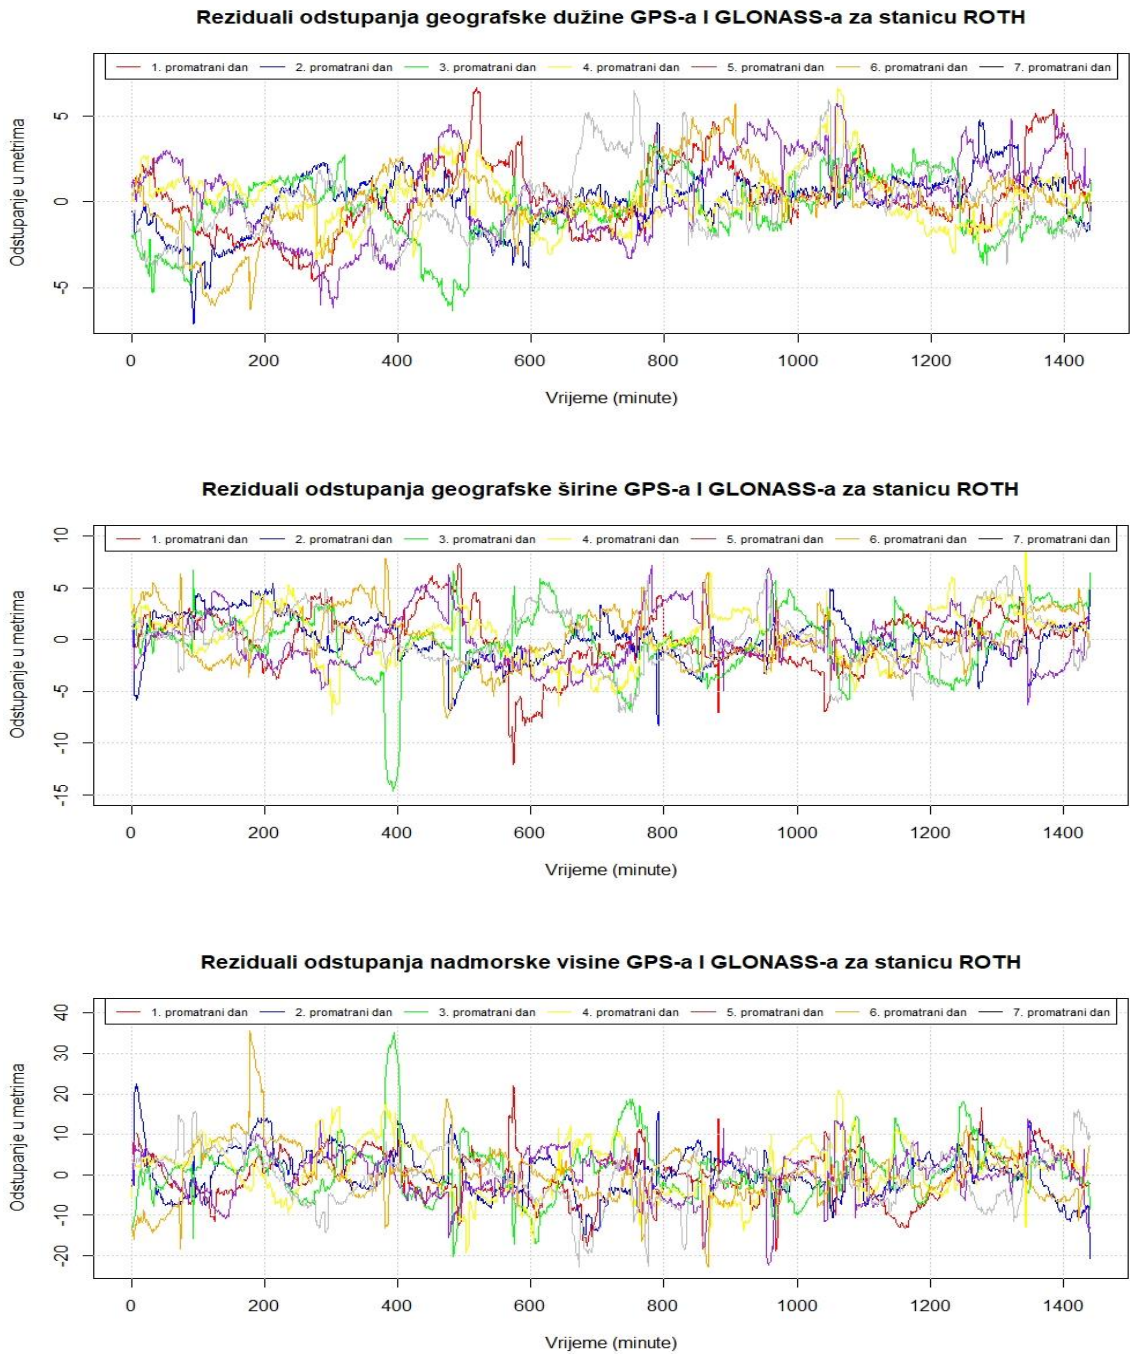 Reziduali odstupanja geografske dužine GPS-a I GLONASS-a za stanicu ROTH
1. promatrani dan 2. promatrani dan 3. promatrani dan 4. promatrani dan 5. promatrani dan 6. promatrani dan 7. promatrani dan
Odstupanje u metrima
5
0
-5
0 200 400 600 800 1000 1200 1400
Vrijeme (minute)
Reziduali odstupanja geografske širine GPS-a I GLONASS-a za stanicu ROTH
1. promatrani dan 2. promatrani dan 3. promatrani dan 4. promatrani dan 5. promatrani dan 6. promatrani dan 7. promatrani dan
Odstupanje u metrima
10
5
0
-5
-10
-15
0 200 400 600 800 1000 1200 1400
Vrijeme (minute)
Reziduali odstupanja nadmorske visine GPS-a I GLONASS-a za stanicu ROTH
1. promatrani dan 2. promatrani dan 3. promatrani dan 4. promatrani dan 5. promatrani dan 6. promatrani dan 7. promatrani dan
Odstupanje u metrima
40
30
20
10
0
-10
-20
0 200 400 600 800 1000 1200 1400
Vrijeme (minute)